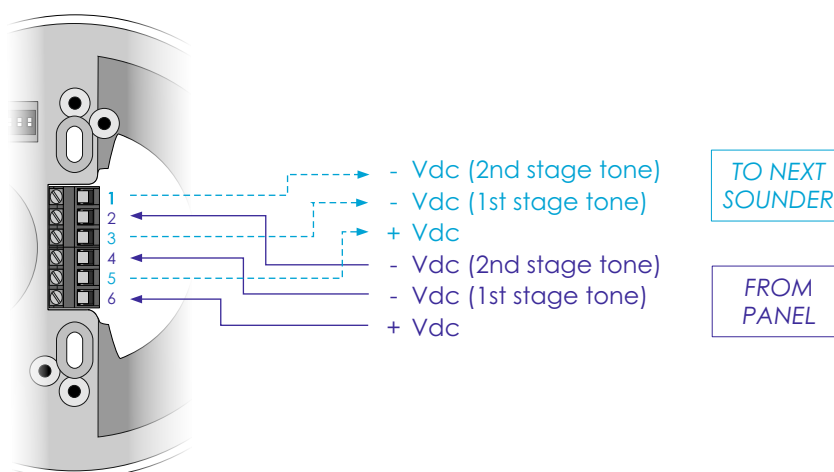 1
2
3
4
5
6
- Vdc (2nd stage tone)
- Vdc (1st stage tone)
+ Vdc
- Vdc (2nd stage tone)
- Vdc (1st stage tone)
+ Vdc
TO NEXT
SOUNDER
FROM
PANEL